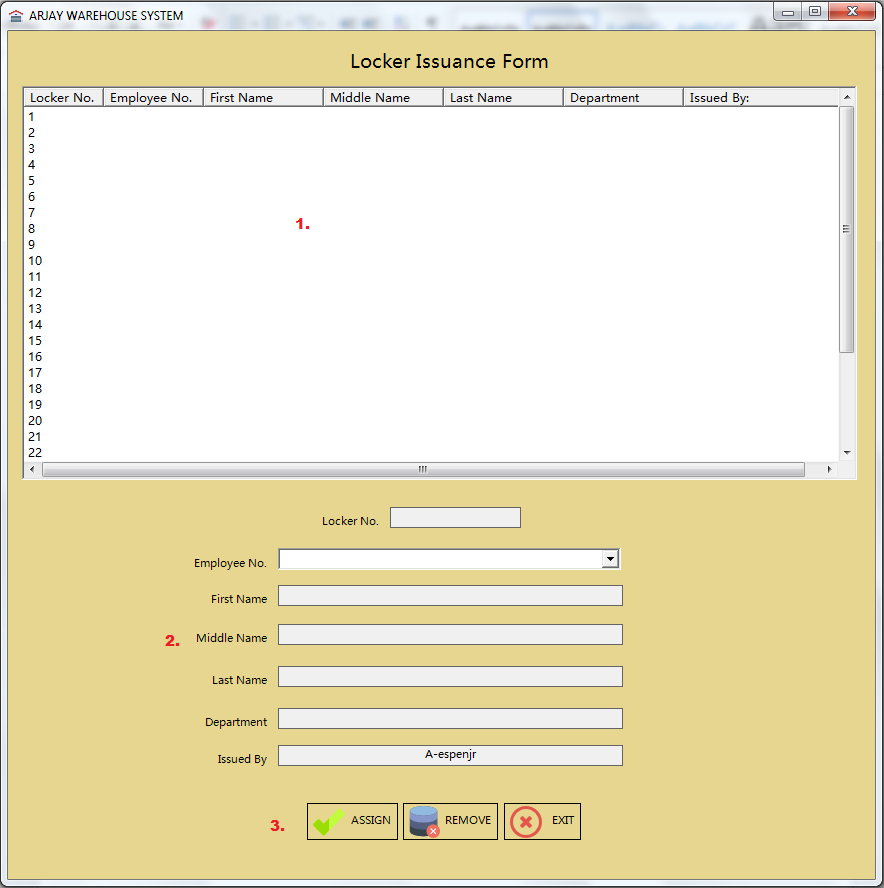 ARJAY WAREHOUSE SYSTEM
Locker Issuance Form
Locker No. Employee No. First Name Middle Name Last Name Department Issued By:
1
2
3
4
5
6
7
1.
8
9
10
11
12
13
14
15
16
17
18
19
20
21
22
Locker No.
Employee No.
First Name
2. Middle Name
Last Name
Department
Issued By A-espenjr
3. ASSIGN REMOVE EXIT